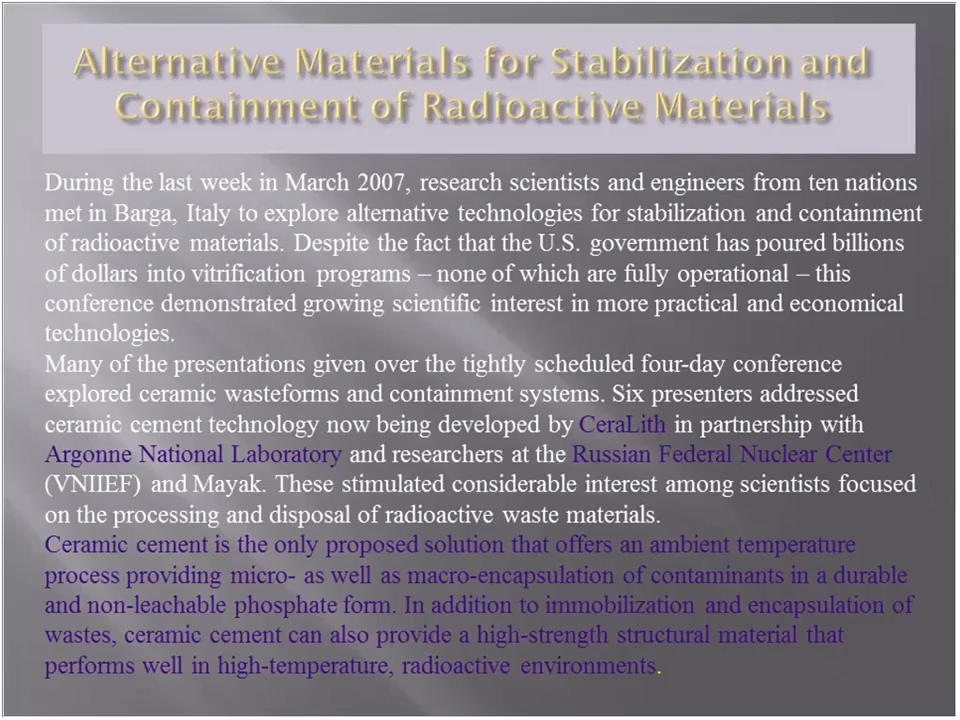 Alternative Materials for Stabilization and
Containment of Radioactive Materials
During the last week in March 2007, research scientists and engineers from ten nations
met in Barga, Italy to explore alternative technologies for stabilization and containment
of radioactive materials. Despite the fact that the U.S. government has poured billions
of dollars into vitrification programs – none of which are fully operational – this
conference demonstrated growing scientific interest in more practical and economical
technologies.
Many of the presentations given over the tightly scheduled four-day conference
explored ceramic wasteforms and containment systems. Six presenters addressed
ceramic cement technology now being developed by CeraLith in partnership with
Argonne National Laboratory and researchers at the Russian Federal Nuclear Center
(VNIIEF) and Mayak. These stimulated considerable interest among scientists focused
on the processing and disposal of radioactive waste materials.
Ceramic cement is the only proposed solution that offers an ambient temperature
process providing micro- as well as macro-encapsulation of contaminants in a durable
and non-leachable phosphate form. In addition to immobilization and encapsulation of
wastes, ceramic cement can also provide a high-strength structural material that
performs well in high-temperature, radioactive environments.